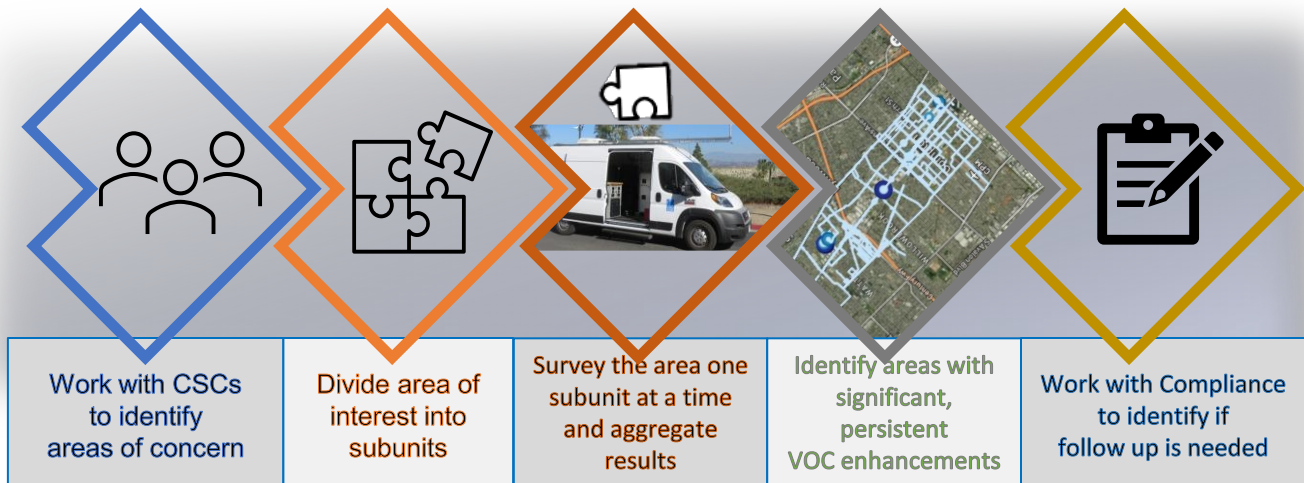 Work with CSCs
to identify
areas of concern
Divide area of
interest into
subunits
Survey the area one
subunit at a time
and aggregate
results
Identify areas with
significant,
persistent
VOC enhancements
Work with Compliance
to identify if
follow up is needed
WILLOW